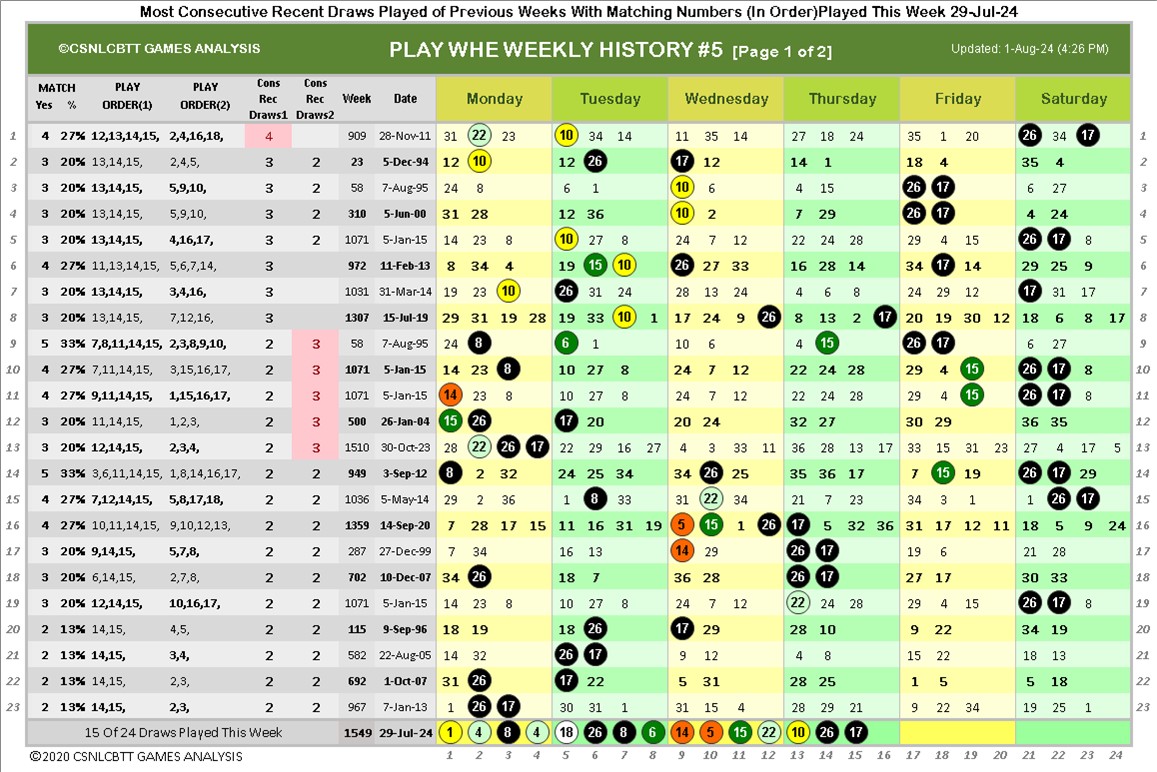 Most Consecutive Recent Draws Played of Previous Weeks With Matching Numbers (In Order)Played This Week 29-Jul-24
©CSNLCBTT GAMES ANALYSIS PLAY WHE WEEKLY HISTORY #5 [Page 1 of 2] Updated: 1-Aug-24 (4:26 PM)
MATCH Yes % PLAY ORDER(1) PLAY ORDER(2) Cons Rec Draws1 Cons Rec Draws2 Week Date Monday Tuesday Wednesday Thursday Friday Saturday
1 4 27% 12,13,14,15, 2,4,16,18, 4 909 28-Nov-11 31 22 23 10 34 14 11 35 14 27 18 24 35 1 20 26 34 23 1
2 3 20% 13,14,15, 2,4,5, 3 2 23 5-Dec-94 12 10 12 26 17 12 14 1 18 4 35 4 2
3 3 20% 13,14,15, 5,9,10, 3 2 58 7-Aug-95 24 8 6 1 10 6 4 15 26 17 6 27 3
4 3 20% 13,14,15, 5,9,10, 3 2 310 5-Jun-00 31 28 12 36 10 2 7 29 26 17 4 24 4
5 3 20% 13,14,15, 4,16,17, 3 2 1071 5-Jan-15 14 23 8 10 27 8 24 7 12 22 24 28 29 4 15 26 17 8 5
6 4 27% 11,13,14,15, 5,6,7,14, 3 972 11-Feb-13 8 34 4 19 15 10 26 27 33 16 28 14 34 17 14 29 25 9 6
7 3 20% 13,14,15, 3,4,16, 3 1031 31-Mar-14 19 23 10 26 31 24 28 13 24 4 6 8 24 29 12 17 31 17 7
8 3 20% 13,14,15, 7,12,16, 3 1307 15-Jul-19 29 31 19 28 19 33 10 1 17 24 9 26 8 13 2 17 20 19 30 12 18 6 8 17 8
9 5 33% 7,8,11,14,15, 2,3,8,9,10, 2 3 58 7-Aug-95 24 8 6 1 10 6 4 15 26 17 6 27 9
10 4 27% 7,11,14,15, 3,15,16,17, 2 3 1071 5-Jan-15 14 23 8 10 27 8 24 7 12 22 24 28 29 4 15 26 17 8 10
11 4 27% 9,11,14,15, 1,15,16,17, 2 3 1071 5-Jan-15 14 23 8 10 27 8 24 7 12 22 24 28 29 4 15 26 17 8 11
12 3 20% 11,14,15, 1,2,3, 2 3 500 26-Jan-04 15 26 17 20 20 24 32 27 30 29 36 35 12
13 3 20% 12,14,15, 2,3,4, 2 3 1510 30-Oct-23 28 22 26 17 22 29 16 27 4 3 33 11 36 28 13 17 33 15 31 23 27 4 17 5 13
14 5 33% 3,6,11,14,15, 1,8,14,16,17, 2 2 949 3-Sep-12 8 2 32 24 25 34 34 26 25 35 36 17 7 15 19 26 17 29 14
15 4 27% 7,12,14,15, 5,8,17,18, 2 2 1036 5-May-14 29 2 36 1 8 33 31 22 34 21 7 23 34 3 1 1 26 17 15
16 4 27% 10,11,14,15, 9,10,12,13, 2 2 1359 14-Sep-20 7 28 17 15 11 16 31 19 5 15 1 26 17 5 32 36 31 17 12 11 18 5 9 24 16
17 3 20% 9,14,15, 5,7,8, 2 2 287 27-Dec-99 7 34 16 13 14 29 26 17 19 6 21 28 17
18 3 20% 6,14,15, 2,7,8, 2 2 702 10-Dec-07 34 26 18 7 36 28 26 17 27 17 30 33 18
19 3 20% 12,14,15, 10,16,17, 2 2 1071 5-Jan-15 14 23 8 10 27 8 24 7 12 22 24 28 29 4 15 26 17 8 19
20 2 13% 14,15, 4,5, 2 2 115 9-Sep-96 18 19 18 26 17 29 28 10 9 22 34 19 20
21 2 13% 14,15, 3,4, 2 2 582 22-Aug-05 14 32 26 17 9 12 4 8 15 22 18 13 21
22 2 13% 14,15, 2,3, 2 2 692 1-Oct-07 31 26 17 22 5 31 28 25 1 5 5 18 22
23 2 13% 14,15, 2,3, 2 2 967 7-Jan-13 1 26 17 30 31 1 31 15 4 28 29 21 9 22 34 19 25 1 23
15 Of 24 Draws Played This Week 1549 29-Jul-24 1 4 8 4 18 26 8 6 14 5 15 22 10 26 17
©2020 CSNLCBTT GAMES ANALYSIS 1 2 3 4 5 6 7 8 9 10 11 12 13 14 15 16 17 18 19 20 21 22 23 24